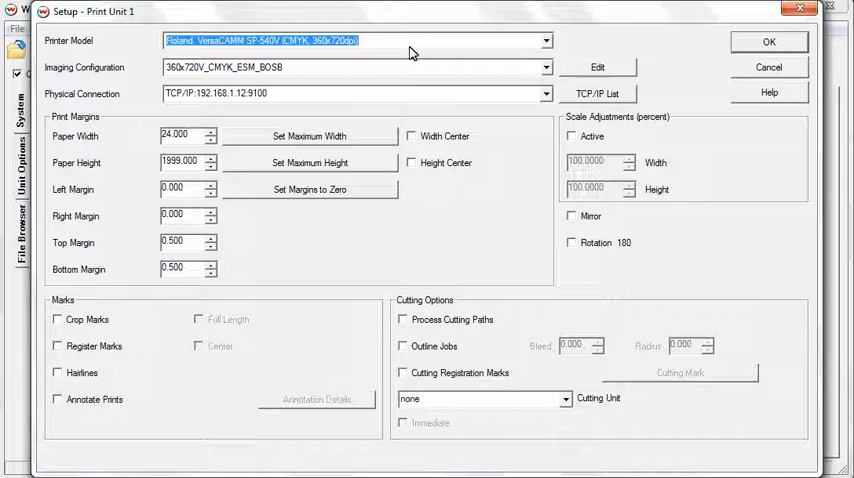 W
Setup - Print Unit 1
File
Printer Model
Roland VersaCAMM SP-540V (CMYK, 360x720dpi)
OK
Imaging Configuration
360x720V_CMYK_ESM_BOSB
Edit
Cancel
Physical Connection
TCP/IP:192.168.1.12:9100
TCP/IP List
Help
System
Unit Options
File Browser
Print Margins
Paper Width
24.000
Set Maximum Width
Width Center
Paper Height
1999.000
Set Maximum Height
Height Center
Left Margin
0.000
Set Margins to Zero
Right Margin
0.000
Top Margin
0.500
Bottom Margin
0.500
Scale Adjustments (percent)
Active
100.0000
Width
100.0000
Height
Mirror
Rotation 180
Marks
Crop Marks
Full Length
Register Marks
Center
Hairlines
Annotate Prints
Annotation Details
Cutting Options
Process Cutting Paths
Outline Jobs
Bleed
0.000
Radius
0.000
Cutting Registration Marks
Cutting Mark
none
Cutting Unit
Immediate